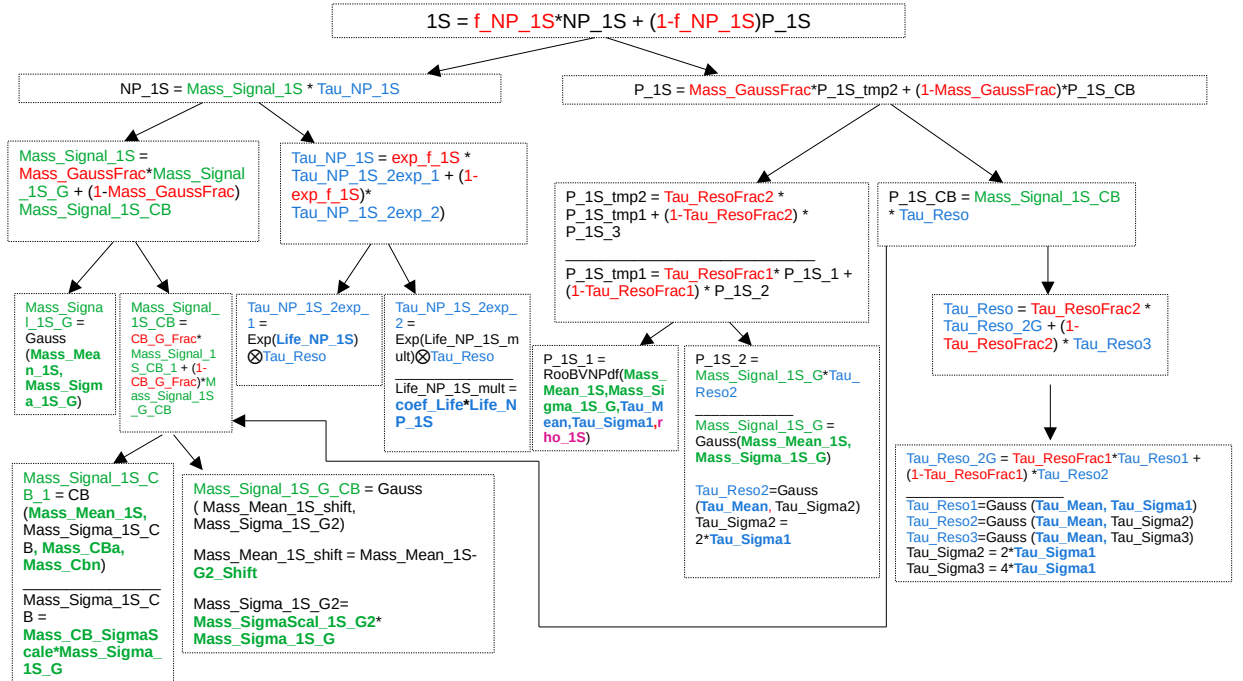 1S = f_NP_1S*NP_1S + (1-f_NP_1S)P_1S
NP_1S = Mass_Signal_1S * Tau_NP_1S
P_1S = Mass_GaussFrac*P_1S_tmp2 + (1-Mass_GaussFrac)*P_1S_CB
Mass_Signal_1S =
Mass_GaussFrac*Mass_Signal
_1S_G + (1-Mass_GaussFrac)
Mass_Signal_1S_CB
Tau_NP_1S = exp_f_1S *
Tau_NP_1S_2exp_1 + (1-
exp_f_1S)*
Tau_NP_1S_2exp_2)
P_1S_tmp2 = Tau_ResoFrac2 *
P_1S_tmp1 + (1-Tau_ResoFrac2) *
P_1S_3
P_1S_tmp1 = Tau_ResoFrac1* P_1S_1 +
(1-Tau_ResoFrac1) * P_1S_2
P_1S_CB = Mass_Signal_1S_CB
* Tau_Reso
Mass_Signa
l_1S_G =
Gauss
(Mass_Mea
n_1S,
Mass_Sigm
a_1S_G)
Mass_Signal_
1S_CB =
CB_G_Frac*
Mass_Signal_1
S_CB_1 + (1-
CB_G_Frac)*M
ass_Signal_1S
_G_CB
Tau_NP_1S_2exp_
1 =
Exp(Life_NP_1S)
⊗Tau_Reso
Tau_NP_1S_2exp_
2 =
Exp(Life_NP_1S_m
ult)⊗Tau_Reso
Life_NP_1S_mult =
coef_Life*Life_N
P_1S
P_1S_1 =
RooBVNPdf(Mass_
Mean_1S,Mass_Si
gma_1S_G,Tau_M
ean,Tau_Sigma1,r
ho_1S)
P_1S_2 =
Mass_Signal_1S_G*Tau_
Reso2
Mass_Signal_1S_G =
Gauss(Mass_Mean_1S,
Mass_Sigma_1S_G)
Tau_Reso2=Gauss
(Tau_Mean, Tau_Sigma2)
Tau_Sigma2 =
2*Tau_Sigma1
Tau_Reso = Tau_ResoFrac2 *
Tau_Reso_2G + (1-
Tau_ResoFrac2) * Tau_Reso3
Tau_Reso_2G = Tau_ResoFrac1*Tau_Reso1 +
(1-Tau_ResoFrac1) *Tau_Reso2
Tau_Reso1=Gauss (Tau_Mean, Tau_Sigma1)
Tau_Reso2=Gauss (Tau_Mean, Tau_Sigma2)
Tau_Reso3=Gauss (Tau_Mean, Tau_Sigma3)
Tau_Sigma2 = 2*Tau_Sigma1
Tau_Sigma3 = 4*Tau_Sigma1
Mass_Signal_1S_C
B_1 = CB
(Mass_Mean_1S,
Mass_Sigma_1S_C
B, Mass_CBa,
Mass_Cbn)
Mass_Sigma_1S_C
B =
Mass_CB_SigmaS
cale*Mass_Sigma_
1S_G
Mass_Signal_1S_G_CB = Gauss
( Mass_Mean_1S_shift,
Mass_Sigma_1S_G2)
Mass_Mean_1S_shift = Mass_Mean_1S-
G2_Shift
Mass_Sigma_1S_G2=
Mass_SigmaScal_1S_G2*
Mass_Sigma_1S_G